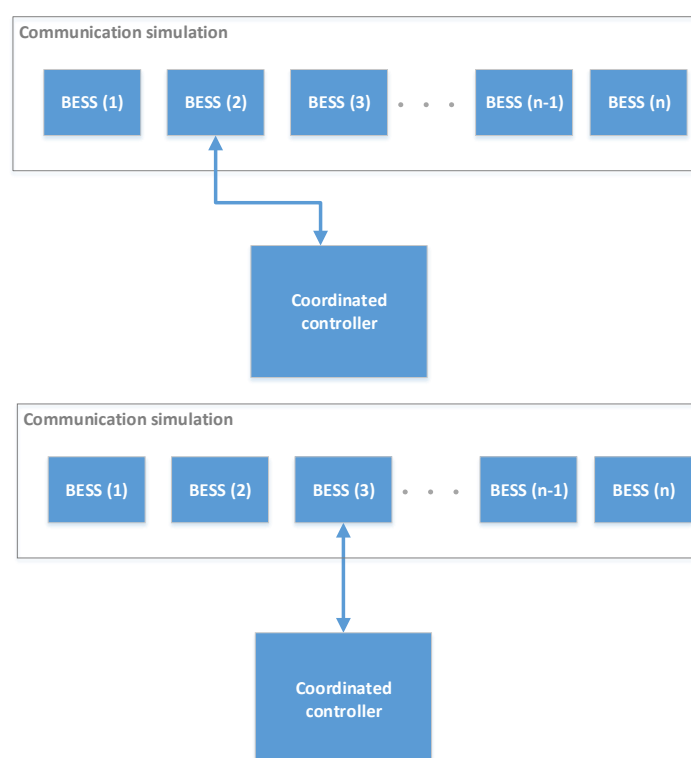 Communication simulation
BESS (1) BESS (2) BESS (3) . . . BESS (n-1) BESS (n)
Coordinated
controller
Communication simulation
BESS (1) BESS (2) BESS (3) . . . BESS (n-1) BESS (n)
Coordinated
controller